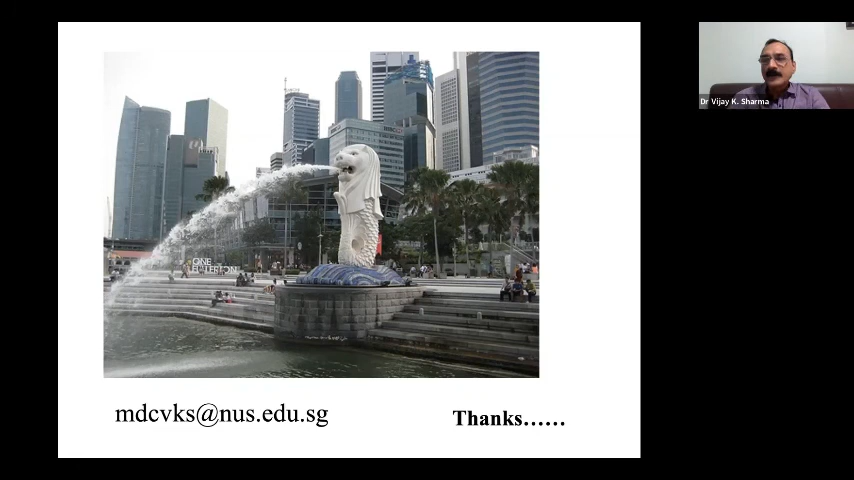 ONE
FULLERTON
mdcvks@nus.edu.sg
Thanks......
Dr Vijay K. Sharma